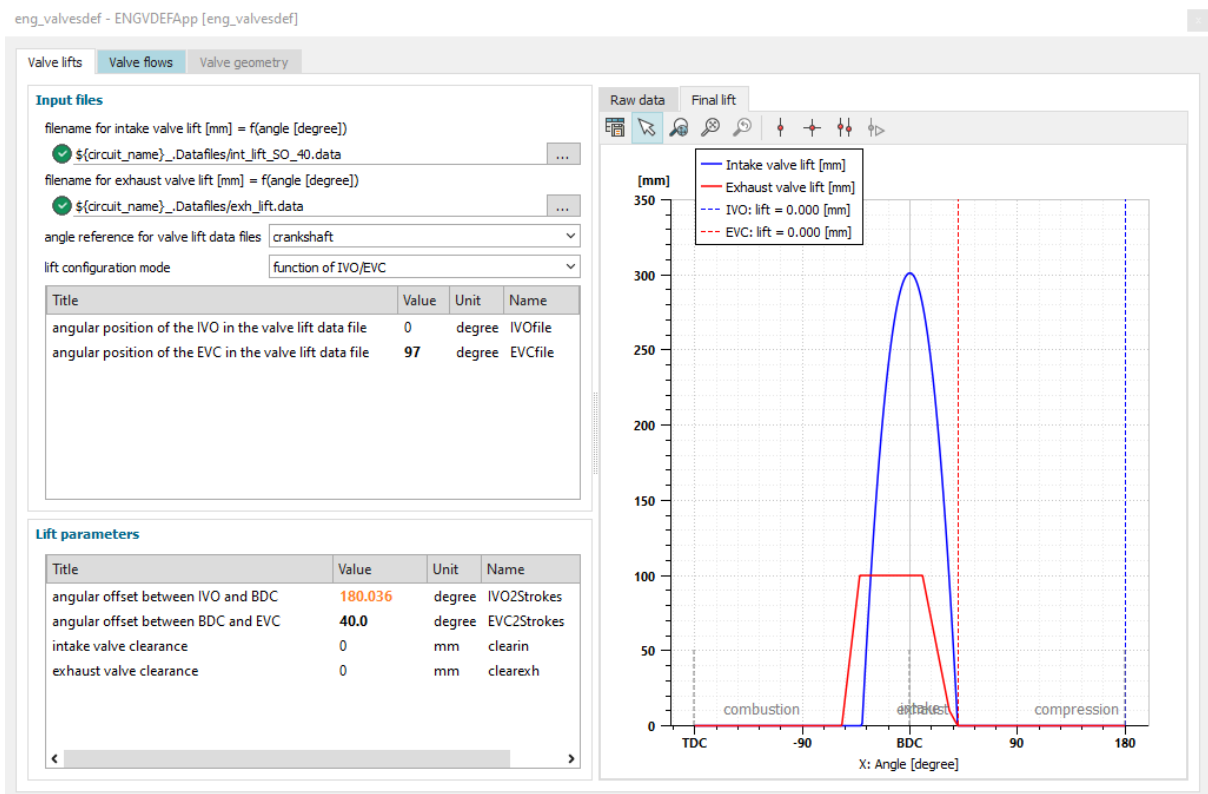 eng_valvesdef - ENGVDEFApp [eng_valvesdef]
x
Valve lifts Valve flows Valve geometry
Input files
filename for intake valve lift [mm] = f(angle [degree])
${circuit_name}_.Datafiles/int_lift_SO_40.data ...
filename for exhaust valve lift [mm] = f(angle [degree])
${circuit_name}_.Datafiles/exh_lift.data ...
angle reference for valve lift data files crankshaft
lift configuration mode function of IVO/EVC
Title Value Unit Name
angular position of the IVO in the valve lift data file 0 degree IVOfile
angular position of the EVC in the valve lift data file 97 degree EVCfile
Lift parameters
Title Value Unit Name
angular offset between IVO and BDC 180.036 degree IVO2Strokes
angular offset between BDC and EVC 40.0 degree EVC2Strokes
intake valve clearance 0 mm clearin
exhaust valve clearance 0 mm clearexh
Raw data Final lift
Intake valve lift [mm]
Exhaust valve lift [mm]
IVO: lift = 0.000 [mm]
EVC: lift = 0.000 [mm]
[mm]
350
300
250
200
150
100
50
0
combustion exhaust intake compression
TDC -90 BDC 90 180
X: Angle [degree]